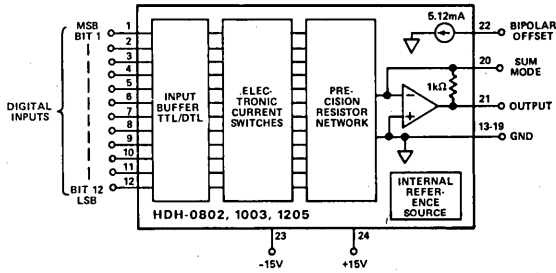 MSB
BIT 1
DIGITAL
INPUTS
BIT 12
LSB
1
2
3
4
5
6
7
8
9
10
11
12
INPUT
BUFFER
TTL/DTL
ELEC-
TRONIC
CURRENT
SWITCHES
PRE-
CISION
RESISTOR
NETWORK
5.12mA
22 BIPOLAR
OFFSET
20 SUM
MODE
1kΩ
21 OUTPUT
13-19 GND
−
+
INTERNAL
REFER-
ENCE
SOURCE
HDH-0802, 1003, 1205
23
-15V
24
+15V